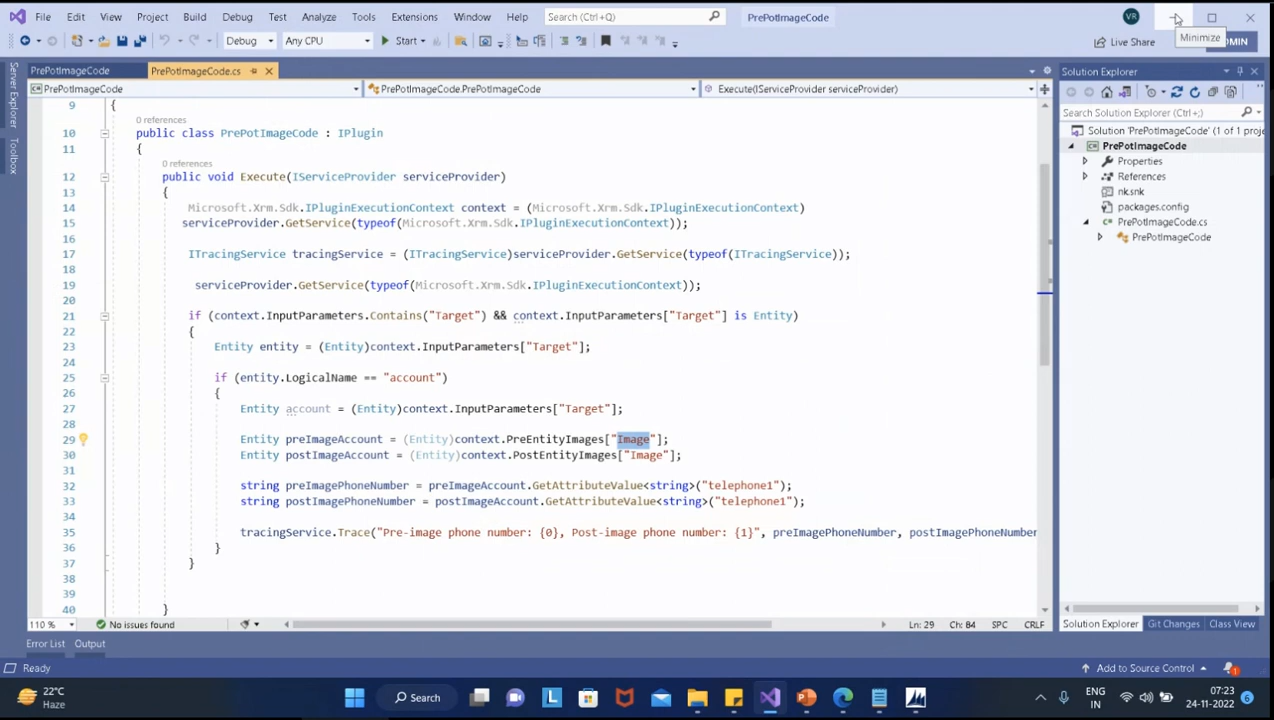 File Edit View Project Build Debug Test Analyze Tools Extensions Window Help Search (Ctrl+Q) PrePotImageCode VR
Minimize
Debug Any CPU Start Live Share DMIN
Server Explorer
Toolbox
PrePotImageCode PrePotImageCode.cs
PrePotImageCode PrePotImageCode.PrePotImageCode Execute(IServiceProvider serviceProvider)
9 {
0 references
10 public class PrePotImageCode : IPlugin
11 {
0 references
12 public void Execute(IServiceProvider serviceProvider)
13 {
14 Microsoft.Xrm.Sdk.IPluginExecutionContext context = (Microsoft.Xrm.Sdk.IPluginExecutionContext)
15 serviceProvider.GetService(typeof(Microsoft.Xrm.Sdk.IPluginExecutionContext));
16
17 ITracingService tracingService = (ITracingService)serviceProvider.GetService(typeof(ITracingService));
18
19 serviceProvider.GetService(typeof(Microsoft.Xrm.Sdk.IPluginExecutionContext));
20
21 if (context.InputParameters.Contains("Target") && context.InputParameters["Target"] is Entity)
22 {
23 Entity entity = (Entity)context.InputParameters["Target"];
24
25 if (entity.LogicalName == "account")
26 {
27 Entity account = (Entity)context.InputParameters["Target"];
28
29 Entity preImageAccount = (Entity)context.PreEntityImages["Image"];
30 Entity postImageAccount = (Entity)context.PostEntityImages["Image"];
31
32 string preImagePhoneNumber = preImageAccount.GetAttributeValue<string>("telephone1");
33 string postImagePhoneNumber = postImageAccount.GetAttributeValue<string>("telephone1");
34
35 tracingService.Trace("Pre-image phone number: {0}, Post-image phone number: {1}", preImagePhoneNumber, postImagePhoneNumber
36 }
37 }
38
39
40 }
110 % No issues found Ln: 29 Ch: 84 SPC CRLF
Solution Explorer
Search Solution Explorer (Ctrl+;)
Solution 'PrePotImageCode' (1 of 1 proje
PrePotImageCode
Properties
References
nk.snk
packages.config
PrePotImageCode.cs
PrePotImageCode
Solution Explorer Git Changes Class View
Error List Output
Ready Add to Source Control 1
22°C
Haze
Search
ENG
IN
07:23
24-11-2022
6